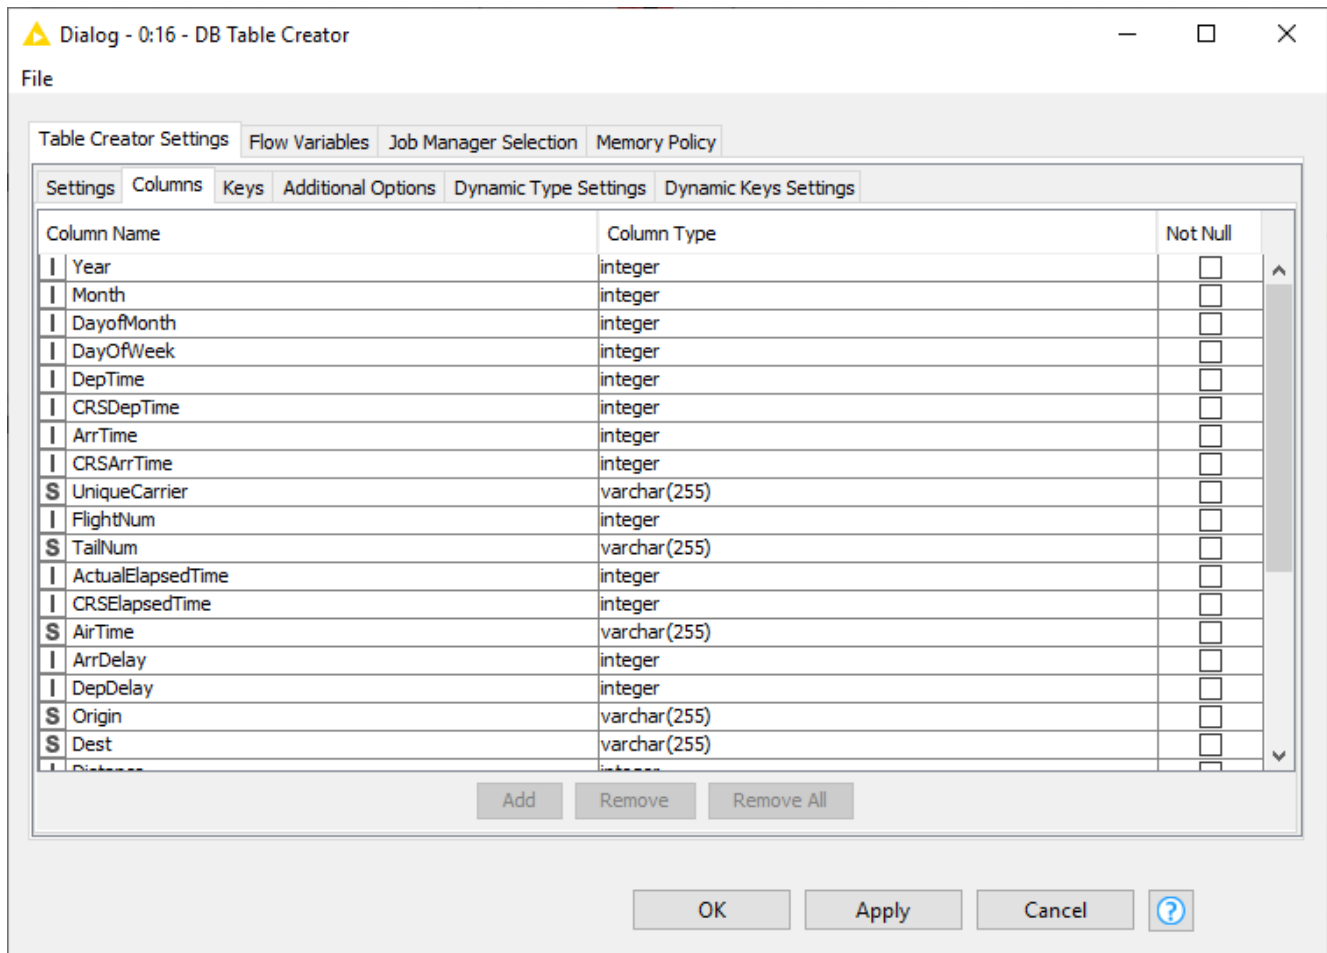 Dialog - 0:16 - DB Table Creator
File
Table Creator Settings Flow Variables Job Manager Selection Memory Policy
Settings Columns Keys Additional Options Dynamic Type Settings Dynamic Keys Settings
Column Name Column Type Not Null
I Year integer
I Month integer
I DayofMonth integer
I DayOfWeek integer
I DepTime integer
I CRSDepTime integer
I ArrTime integer
I CRSArrTime integer
S UniqueCarrier varchar(255)
I FlightNum integer
S TailNum varchar(255)
I ActualElapsedTime integer
I CRSElapsedTime integer
S AirTime varchar(255)
I ArrDelay integer
I DepDelay integer
S Origin varchar(255)
S Dest varchar(255)
I Distance integer
Add Remove Remove All
OK Apply Cancel ?